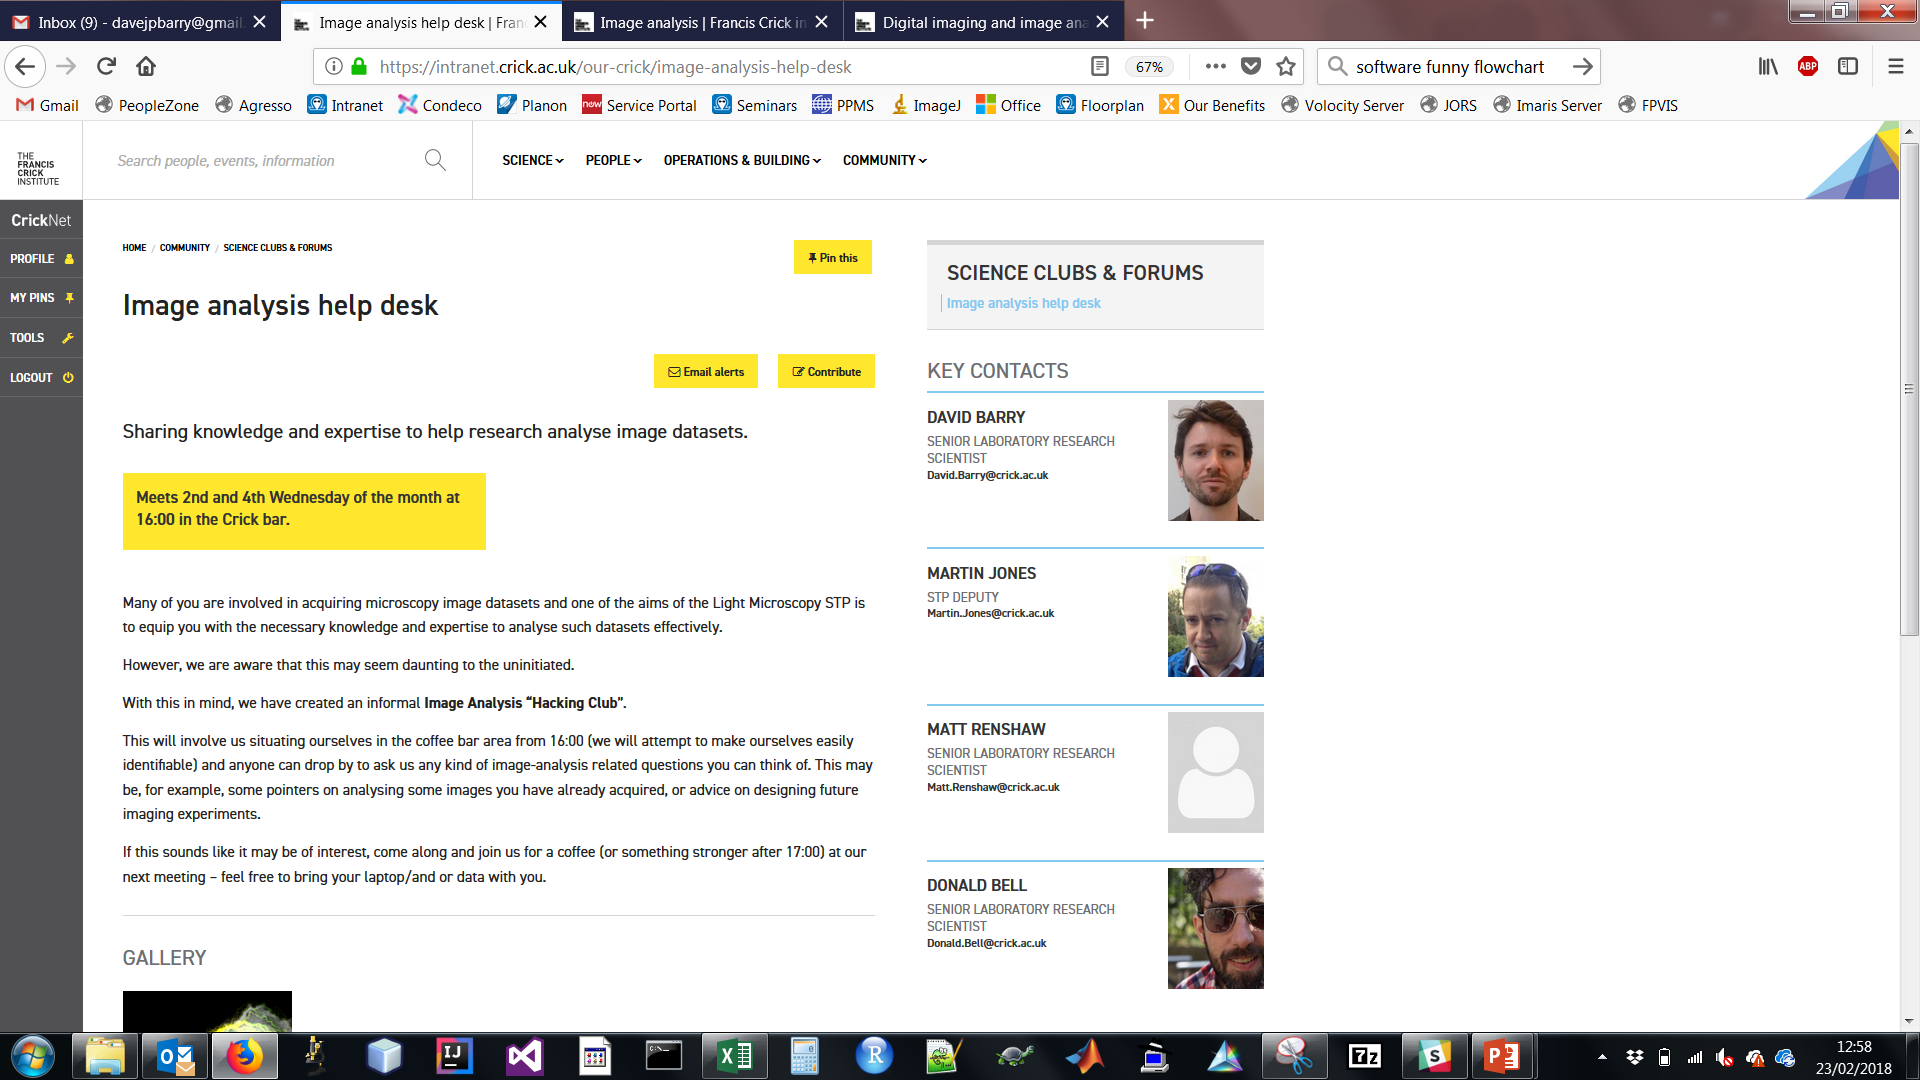 Inbox (9) - davejpbarry@gmail.
Image analysis help desk | Fran
Image analysis | Francis Crick in
Digital imaging and image ana
https://intranet.crick.ac.uk/our-crick/image-analysis-help-desk
67%
software funny flowchart
ABP
Gmail
PeopleZone
Agresso
Intranet
Condeco
Planon
now
Service Portal
Seminars
PPMS
ImageJ
Office
Floorplan
X
Our Benefits
Volocity Server
JORS
Imaris Server
FPVIS
THE
FRANCIS
CRICK
INSTITUTE
Search people, events, information
SCIENCE
PEOPLE
OPERATIONS & BUILDING
COMMUNITY
CrickNet
PROFILE
MY PINS
TOOLS
LOGOUT
HOME / COMMUNITY / SCIENCE CLUBS & FORUMS
Pin this
Image analysis help desk
Email alerts
Contribute
Sharing knowledge and expertise to help research analyse image datasets.
Meets 2nd and 4th Wednesday of the month at
16:00 in the Crick bar.
Many of you are involved in acquiring microscopy image datasets and one of the aims of the Light Microscopy STP is
to equip you with the necessary knowledge and expertise to analyse such datasets effectively.
However, we are aware that this may seem daunting to the uninitiated.
With this in mind, we have created an informal Image Analysis “Hacking Club”.
This will involve us situating ourselves in the coffee bar area from 16:00 (we will attempt to make ourselves easily
identifiable) and anyone can drop by to ask us any kind of image-analysis related questions you can think of. This may
be, for example, some pointers on analysing some images you have already acquired, or advice on designing future
imaging experiments.
If this sounds like it may be of interest, come along and join us for a coffee (or something stronger after 17:00) at our
next meeting – feel free to bring your laptop/and or data with you.
GALLERY
SCIENCE CLUBS & FORUMS
Image analysis help desk
KEY CONTACTS
DAVID BARRY
SENIOR LABORATORY RESEARCH
SCIENTIST
David.Barry@crick.ac.uk
MARTIN JONES
STP DEPUTY
Martin.Jones@crick.ac.uk
MATT RENSHAW
SENIOR LABORATORY RESEARCH
SCIENTIST
Matt.Renshaw@crick.ac.uk
DONALD BELL
SENIOR LABORATORY RESEARCH
SCIENTIST
Donald.Bell@crick.ac.uk
IJ
R
7z
S
12:58
23/02/2018